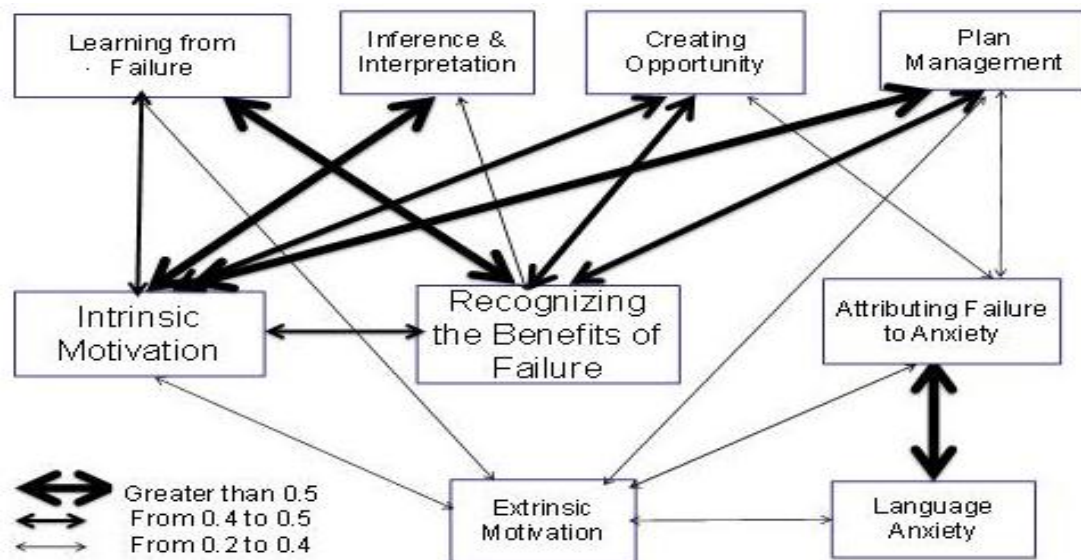 Learning from
Failure
Inference &
Interpretation
Creating
Opportunity
Plan
Management
Intrinsic
Motivation
Recognizing
the Benefits of
Failure
Attributing Failure
to Anxiety
Extrinsic
Motivation
Language
Anxiety
Greater than 0.5
From 0.4 to 0.5
From 0.2 to 0.4